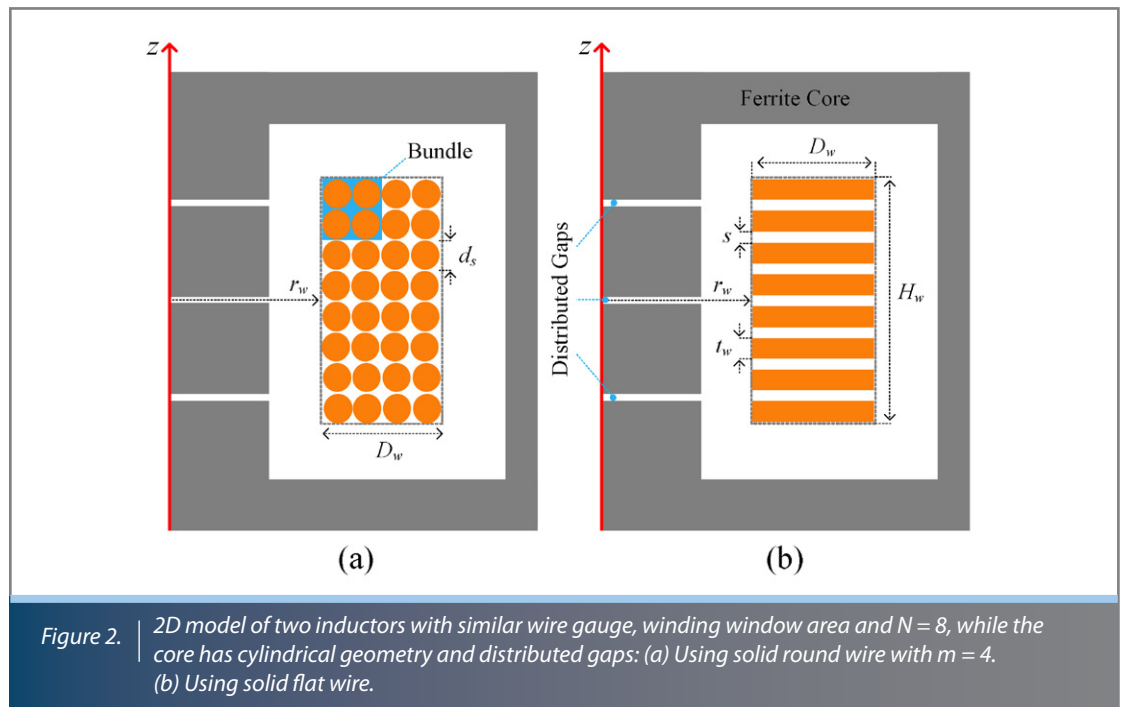 z
Bundle
d_s
r_w
D_w
(a)
z
Ferrite Core
D_w
s
r_w
H_w
t_w
Distributed Gaps
(b)
Figure 2.
2D model of two inductors with similar wire gauge, winding window area and N = 8, while the
core has cylindrical geometry and distributed gaps: (a) Using solid round wire with m = 4.
(b) Using solid flat wire.